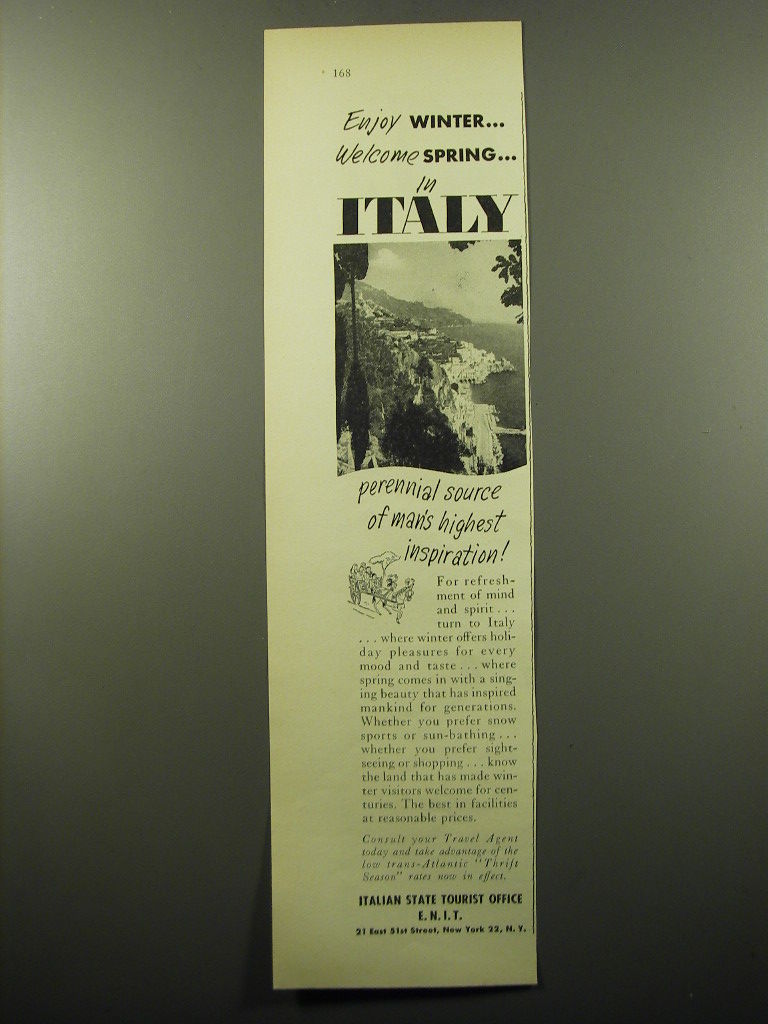 168
Enjoy WINTER...
Welcome SPRING...
In
ITALY
perennial source
of man's highest
inspiration!
For refresh-
ment of mind
and spirit . . .
turn to Italy
. . . where winter offers holi-
day pleasures for every
mood and taste . . . where
spring comes in with a sing-
ing beauty that has inspired
mankind for generations.
Whether you prefer snow
sports or sun-bathing . . .
whether you prefer sight-
seeing or shopping . . . know
the land that has made win-
ter visitors welcome for cen-
turies. The best in facilities
at reasonable prices.
Consult your Travel Agent
today and take advantage of the
low trans-Atlantic "Thrift
Season" rates now in effect.
ITALIAN STATE TOURIST OFFICE
E. N. I. T.
21 East 51st Street, New York 22, N. Y.